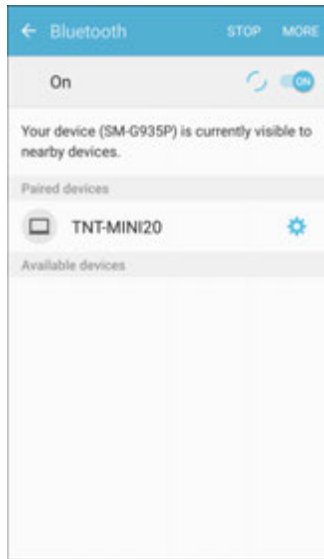 Bluetooth STOP MORE
On ON
Your device (SM-G935P) is currently visible to
nearby devices.
Paired devices
TNT-MINI20
Available devices